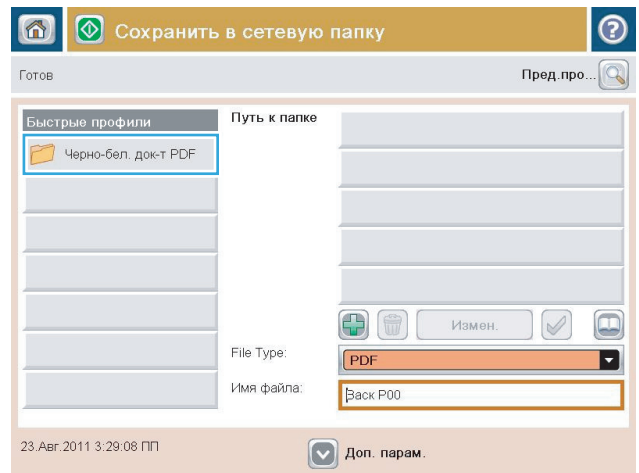 Сохранить в сетевую папку
Готов
Пред.про...
Быстрые профили
Черно-бел. док-т PDF
Путь к папке
Измен.
File Type:
PDF
Имя файла:
Васк P00
23.Авг.2011 3:29:08 ПП
Доп. парам.